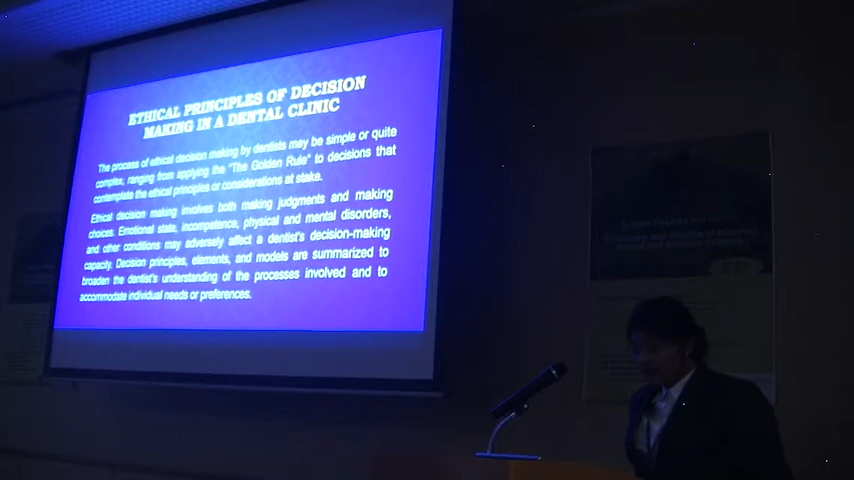 ETHICAL PRINCIPLES OF DECISION
MAKING IN A DENTAL CLINIC
The process of ethical decision making by dentists may be simple or quite
complex, ranging from applying the "The Golden Rule" to decisions that
contemplate the ethical principles or considerations at stake.
Ethical decision making involves both making judgments and making
choices. Emotional state, incompetence, physical and mental disorders,
and other conditions may adversely affect a dentist's decision-making
capacity. Decision principles, elements, and models are summarized to
broaden the dentist's understanding of the processes involved and to
accommodate individual needs or preferences.